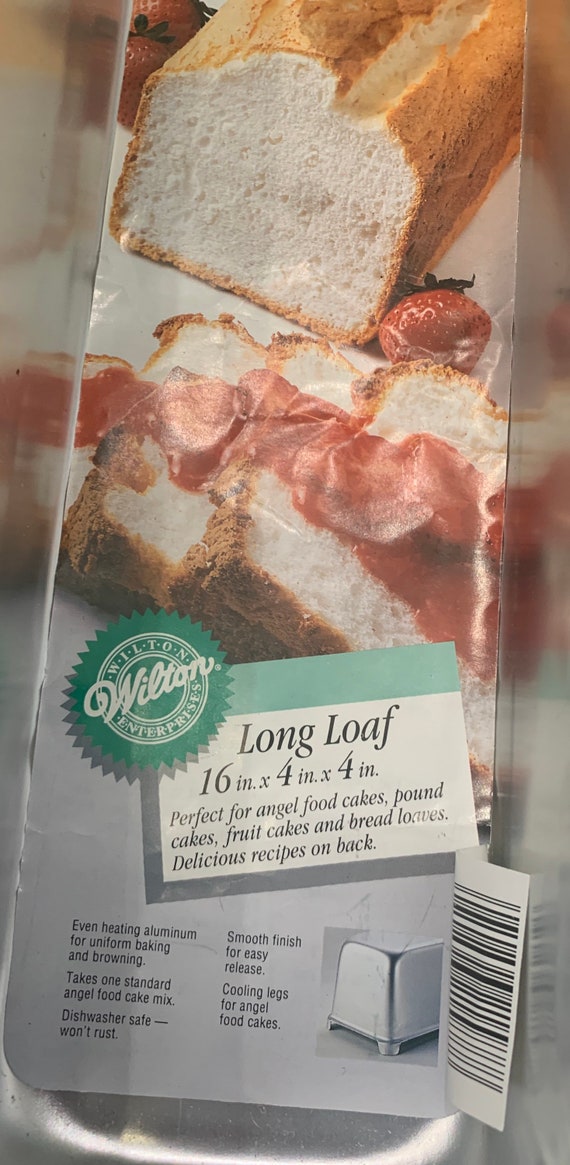 WILTON
Wilton®
ENTERPRISES
Long Loaf
16 in. x 4 in. x 4 in.
Perfect for angel food cakes, pound
cakes, fruit cakes and bread loaves.
Delicious recipes on back.
Even heating aluminum
for uniform baking
and browning.
Takes one standard
angel food cake mix.
Dishwasher safe —
won't rust.
Smooth finish
for easy
release.
Cooling legs
for angel
food cakes.